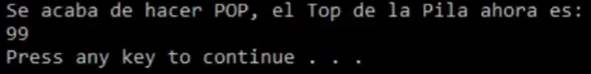 Se acaba de hacer POP, el Top de la Pila ahora es:
99
Press any key to continue . . .